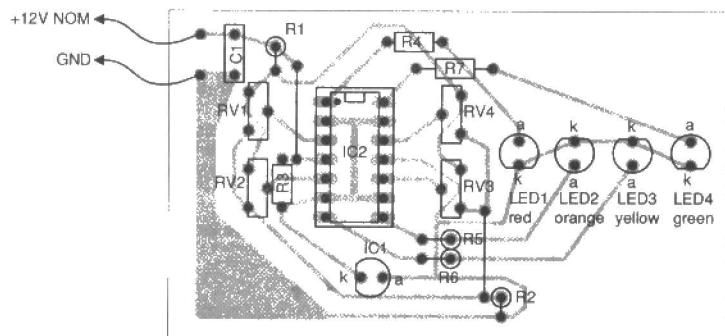 +12V NOM
GND
C1
R1
R4
R7
RV1
RV4
IC2
RV2
R3
RV3
IC1
R5
R6
R2
k
a
a
k
k
a
k
a
a
k
LED1
red
LED2
orange
LED3
yellow
LED4
green